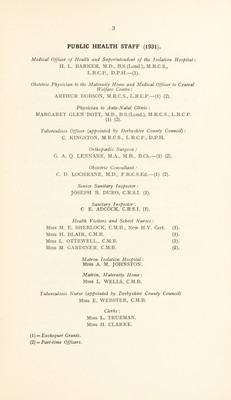 3
PUBLIC HEALTH STAFF (1931).
Medical Officer of Health and Superintendent of the Isolation Hospital:
H. L. BARKER, M.D., B.S.(Lond.), M.R.C.S.,
L.R.C.P., D.P.H.—(1).
Obstetric Physician to the Maternity Home and Medical Officer to Central
Welfare Centre:
ARTHUR DOBSON, M.R.C.S., L.R.C.P.—(1) (2).
Physician to Ante-Natal Clinic:
MARGARET GLEN BOTT, M.B., B.S.(Lond.), M.R.C.S., L.R.C.P.
(1) (2).
Tuberculosis Officer (appointed by Derbyshire County Council):
C. KINGSTON, M.R.C.S., L.R.C.P., D.P.H.
Orthopaedic Surgeon:
G. A. Q. LENNANE, M.A., M.B., B.Ch.—(1) (2).
Obstetric Consultant:
C. D. LOCHRANE, M.D., F.R.C.S.Ed.—(1) (2).
Senior Sanitary Inspector:
JOSEPH B. DURO, C.R.S.I. (1).
Sanitary Inspector:
C. E. ADCOCK, C.R.S.I. (1).
Health Visitors and School Nurses:
MISS M. E. SHERLOCK, C.M.B., New H.V. Cert. (1).
MISS H. BLAIR, C.M.B. (1).
MISS L. OTTEWELL, C.M.B. (1).
MISS M. GARDINER, C.M.B. (2).
Matron Isolation Hospital:
MISS A. M. JOHNSTON.
Matron, Maternity Home:
MISS L. WELLS, C.M.B.
Tuberculosis Nurse (appointed by Derbyshire County Council)
MISS E. WEBSTER, C.M.B.
Clerks:
MISS L. TRUEMAN.
MISS H. CLARKE.
(1)=Exchequer Grants.
(2)=Part-time Officers.